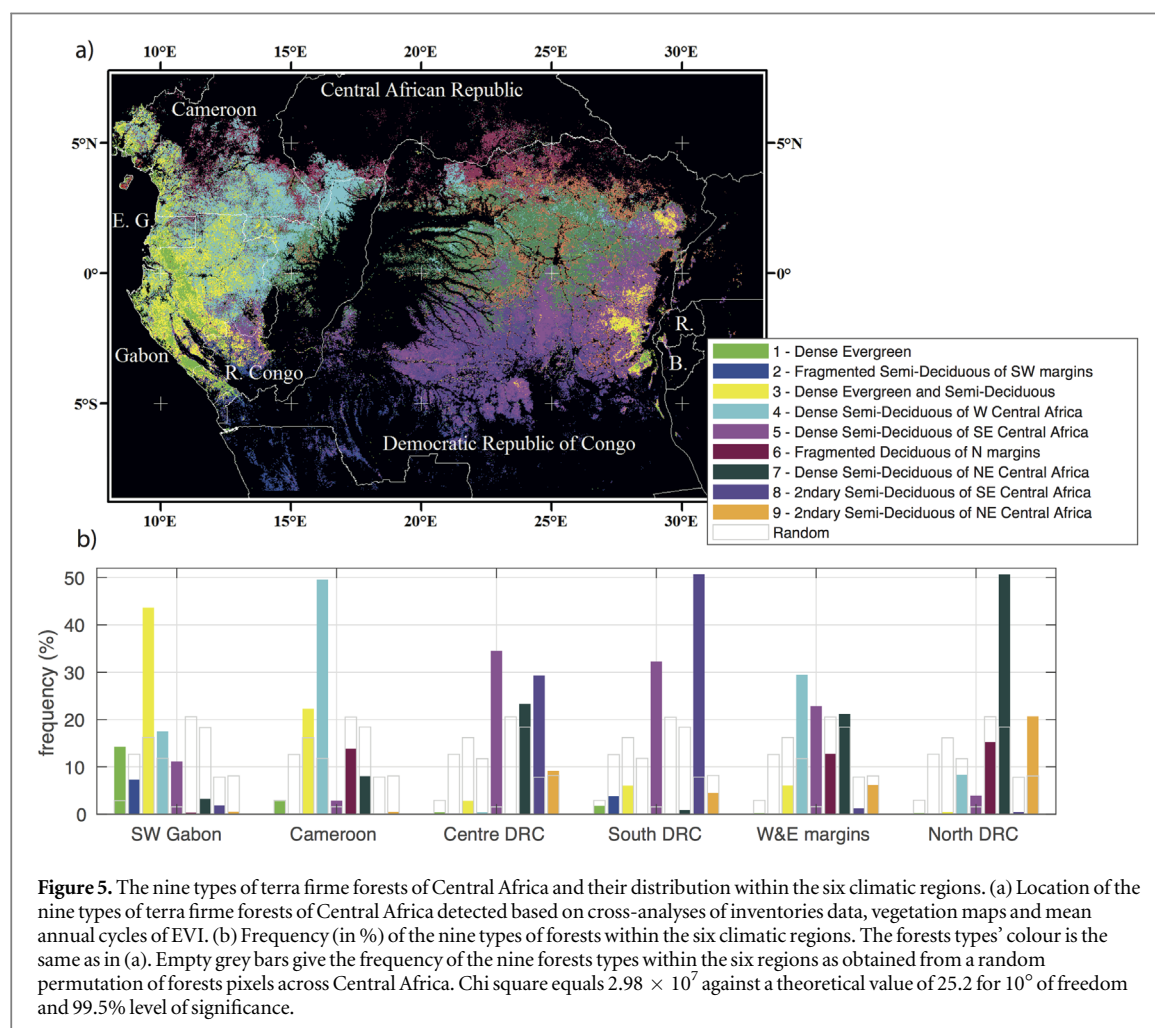 a)
10°E 15°E 20°E 25°E 30°E
Central African Republic
Cameroon
5°N 5°N
E. G.
0° 0°
R.
Gabon
R. Congo
B.
5°S
Democratic Republic of Congo
10°E 15°E 20°E 25°E 30°E
1 - Dense Evergreen
2 - Fragmented Semi-Deciduous of SW margins
3 - Dense Evergreen and Semi-Deciduous
4 - Dense Semi-Deciduous of W Central Africa
5 - Dense Semi-Deciduous of SE Central Africa
6 - Fragmented Deciduous of N margins
7 - Dense Semi-Deciduous of NE Central Africa
8 - 2ndary Semi-Deciduous of SE Central Africa
9 - 2ndary Semi-Deciduous of NE Central Africa
Random
b)
frequency (%)
50
40
30
20
10
0
SW Gabon Cameroon Centre DRC South DRC W&E margins North DRC
Figure 5. The nine types of terra firme forests of Central Africa and their distribution within the six climatic regions. (a) Location of the
nine types of terra firme forests of Central Africa detected based on cross-analyses of inventories data, vegetation maps and mean
annual cycles of EVI. (b) Frequency (in %) of the nine types of forests within the six climatic regions. The forests types' colour is the
same as in (a). Empty grey bars give the frequency of the nine forests types within the six regions as obtained from a random
permutation of forests pixels across Central Africa. Chi square equals 2.98 × 10⁷ against a theoretical value of 25.2 for 10° of freedom
and 99.5% level of significance.